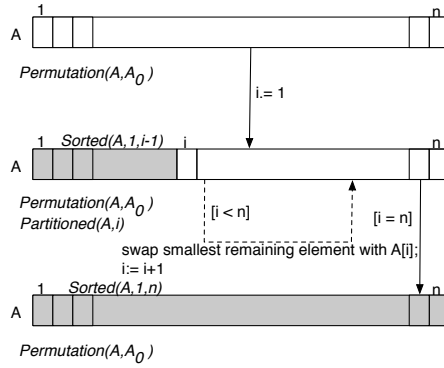 1 n
A
Permutation(A,A0 )
i.= 1
1 Sorted(A,1,i-1) i n
A
Permutation(A,A0 )
Partitioned(A,i)
[i < n] [i = n]
swap smallest remaining element with A[i];
i:= i+1
1 Sorted(A,1,n) n
A
Permutation(A,A0 )